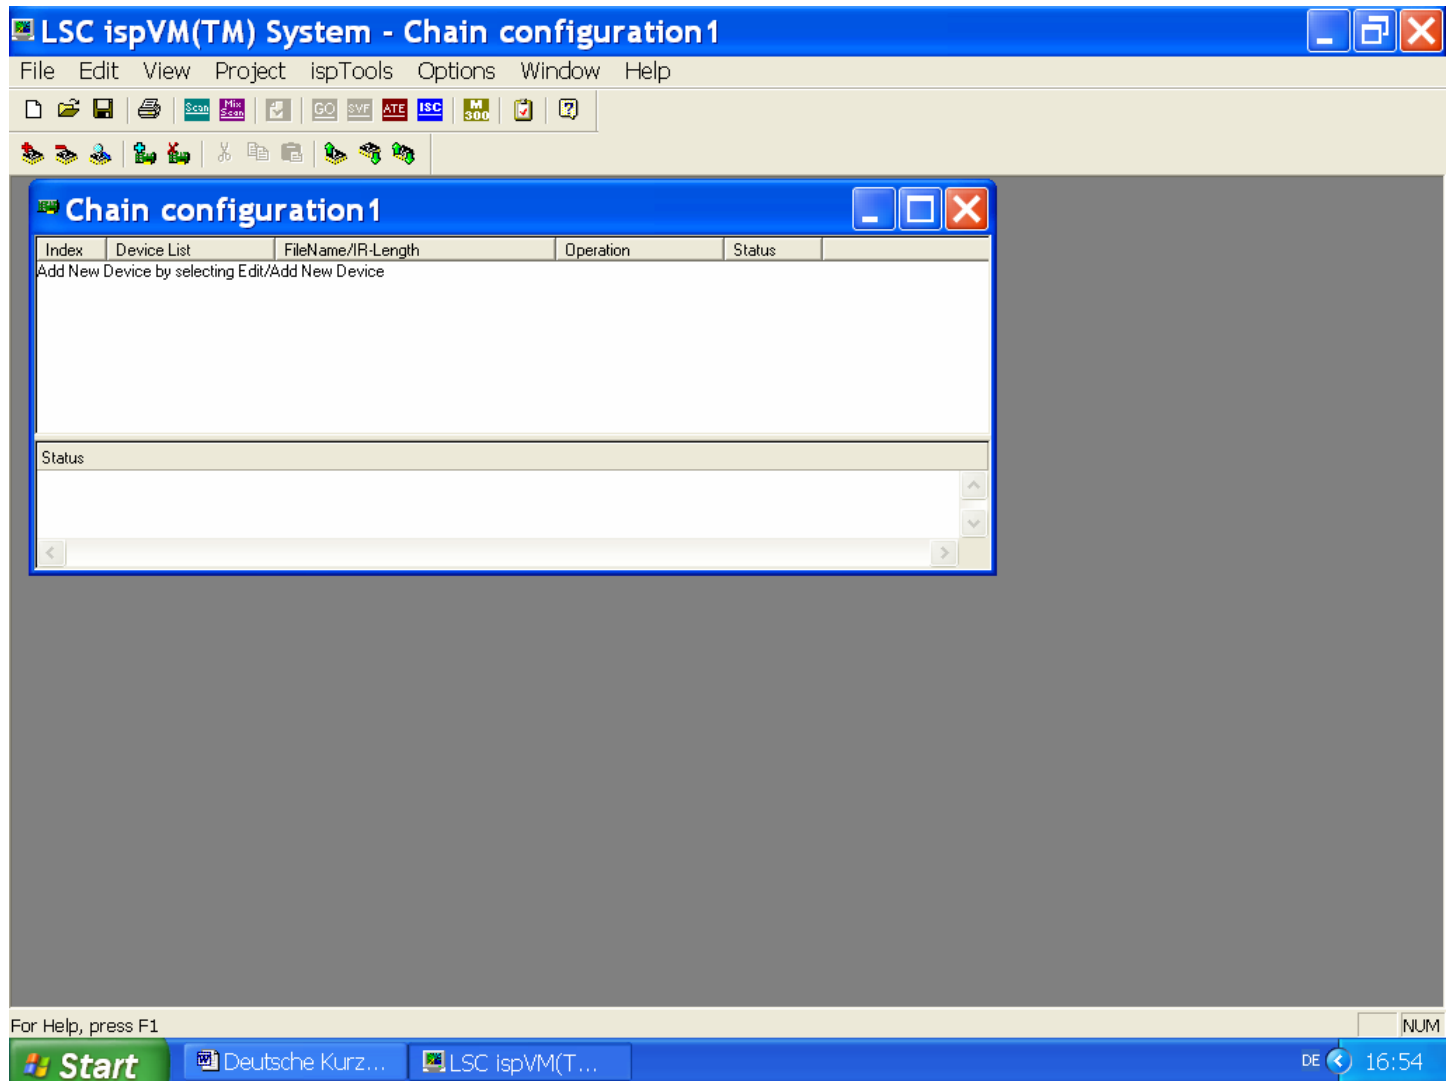 LSC ispVM(TM) System - Chain configuration1
File Edit View Project ispTools Options Window Help
Scan Mix Scan GO SVF ATE ISC M 300
Chain configuration1
Index Device List FileName/IR-Length Operation Status
Add New Device by selecting Edit/Add New Device
Status
For Help, press F1 NUM
Start Deutsche Kurz... LSC ispVM(T... DE 16:54